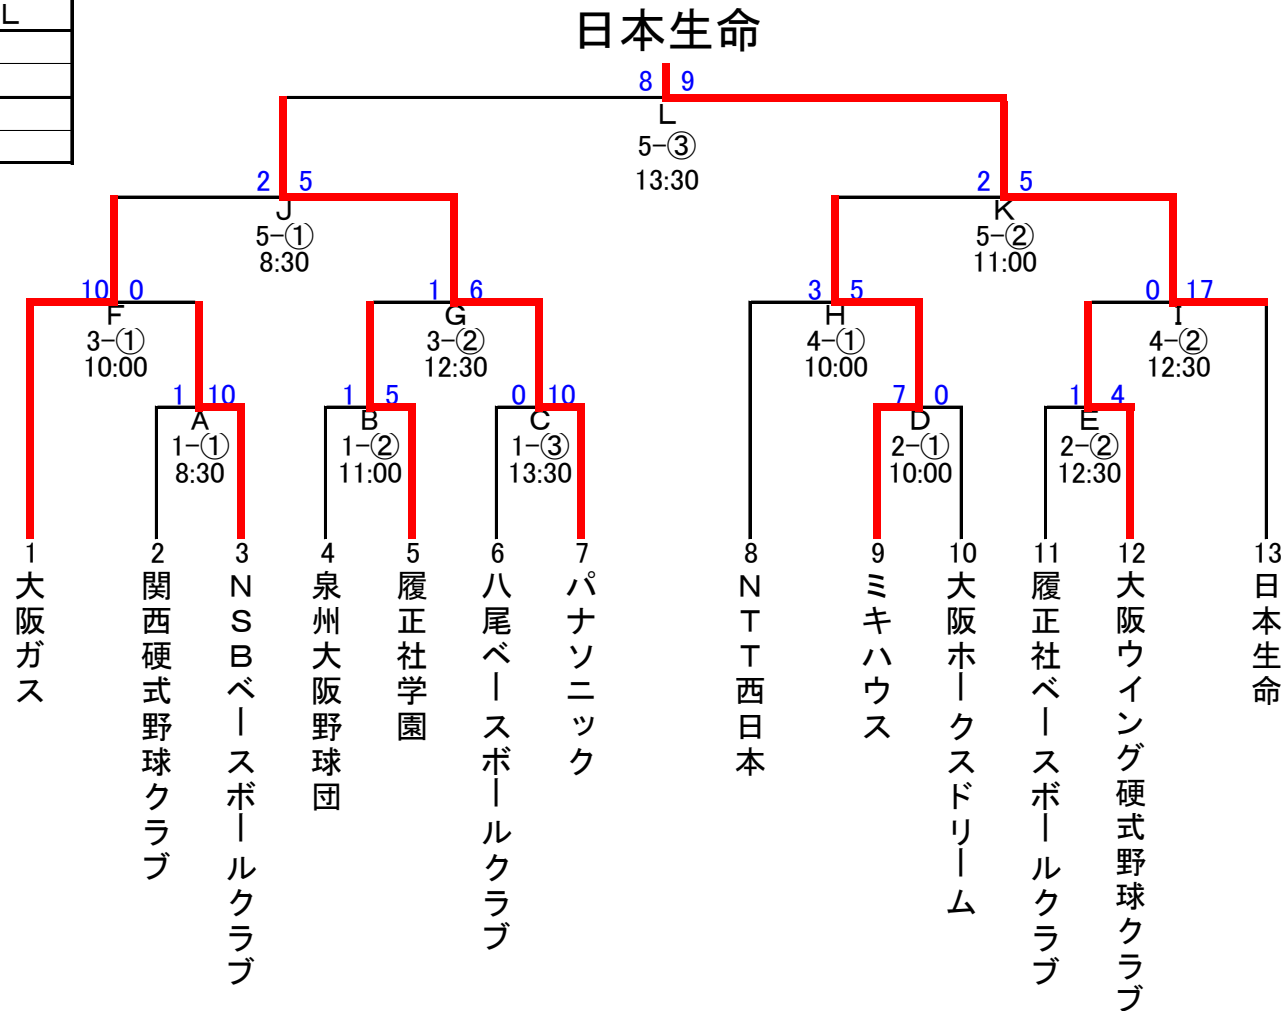 L
日本生命
8 9
L
5-③
13:30
2 5
J
5-①
8:30
2 5
K
5-②
11:00
10 0
F
3-①
10:00
1 6
G
3-②
12:30
3 5
H
4-①
10:00
0 17
I
4-②
12:30
1 10
A
1-①
8:30
1 5
B
1-②
11:00
0 10
C
1-③
13:30
7 0
D
2-①
10:00
1 4
E
2-②
12:30
1
大阪ガス
2
関西硬式野球クラブ
3
NSBベースボールクラブ
4
泉州大阪野球団
5
履正社学園
6
八尾ベースボールクラブ
7
パナソニック
8
NTT西日本
9
ミキハウス
10
大阪ホークスドリーム
11
履正社ベースボールクラブ
12
大阪ウイング硬式野球クラブ
13
日本生命